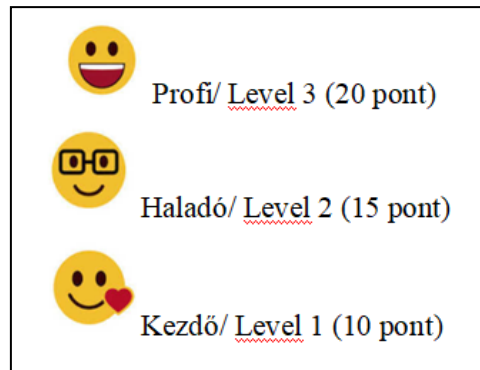 Profi/ Level 3 (20 pont)
Haladó/ Level 2 (15 pont)
Kezdő/ Level 1 (10 pont)